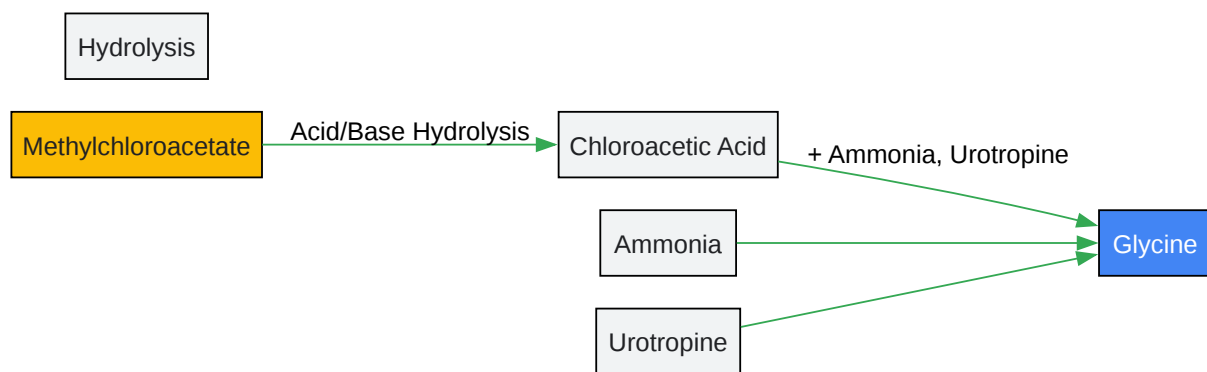 Hydrolysis
Methylchloroacetate
Acid/Base Hydrolysis
Chloroacetic Acid
+ Ammonia, Urotropine
Ammonia
Glycine
Urotropine